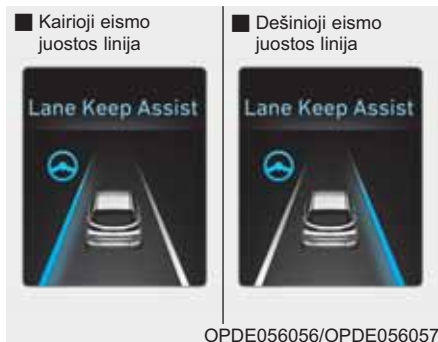 ■ Kairioji eismo
juostos linija
■ Dešinioji eismo
juostos linija
Lane Keep Assist
Lane Keep Assist
OPDE056056/OPDE056057